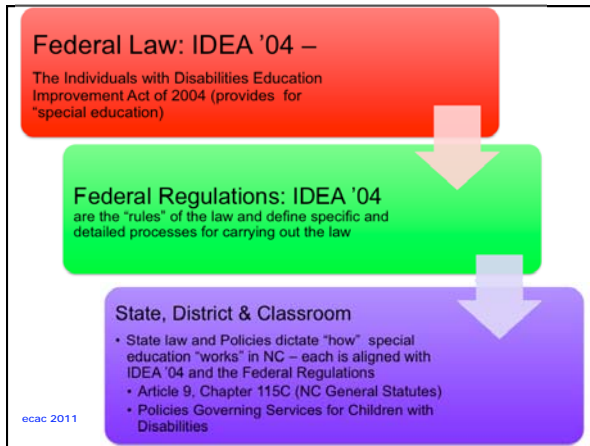 Federal Law: IDEA ’04 –
The Individuals with Disabilities Education
Improvement Act of 2004 (provides for
“special education)
Federal Regulations: IDEA ’04
are the “rules” of the law and define specific and
detailed processes for carrying out the law
State, District & Classroom
• State law and Policies dictate “how” special
education “works” in NC – each is aligned with
IDEA ’04 and the Federal Regulations
• Article 9, Chapter 115C (NC General Statutes)
• Policies Governing Services for Children with
Disabilities
ecac 2011